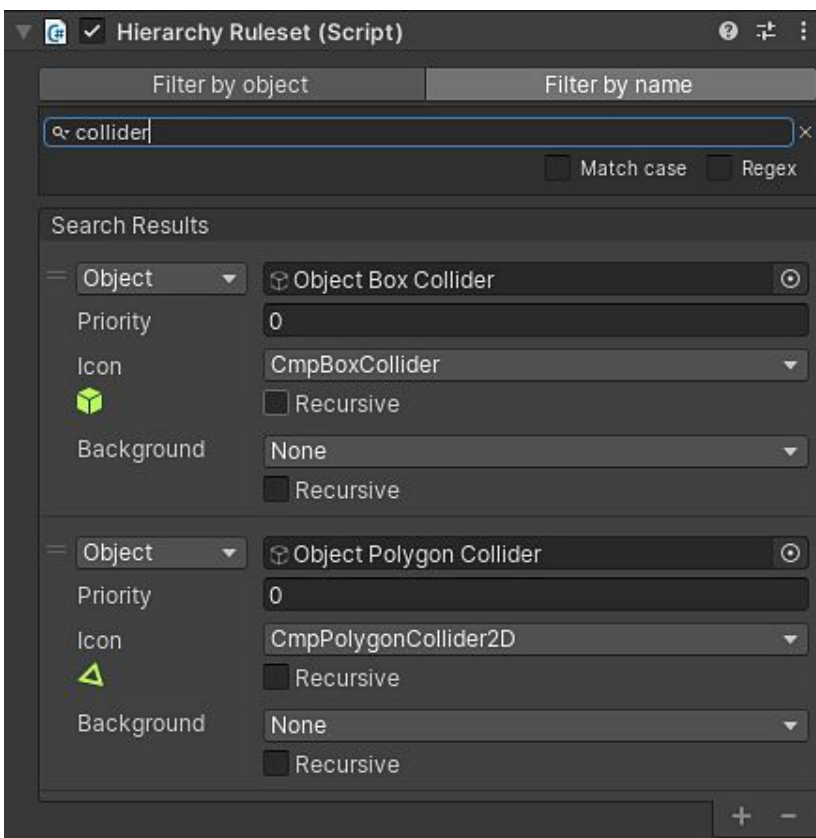 Hierarchy Ruleset (Script)
Filter by object Filter by name
collider
Match case Regex
Search Results
Object Object Box Collider
Priority 0
Icon CmpBoxCollider
Recursive
Background None
Recursive
Object Object Polygon Collider
Priority 0
Icon CmpPolygonCollider2D
Recursive
Background None
Recursive